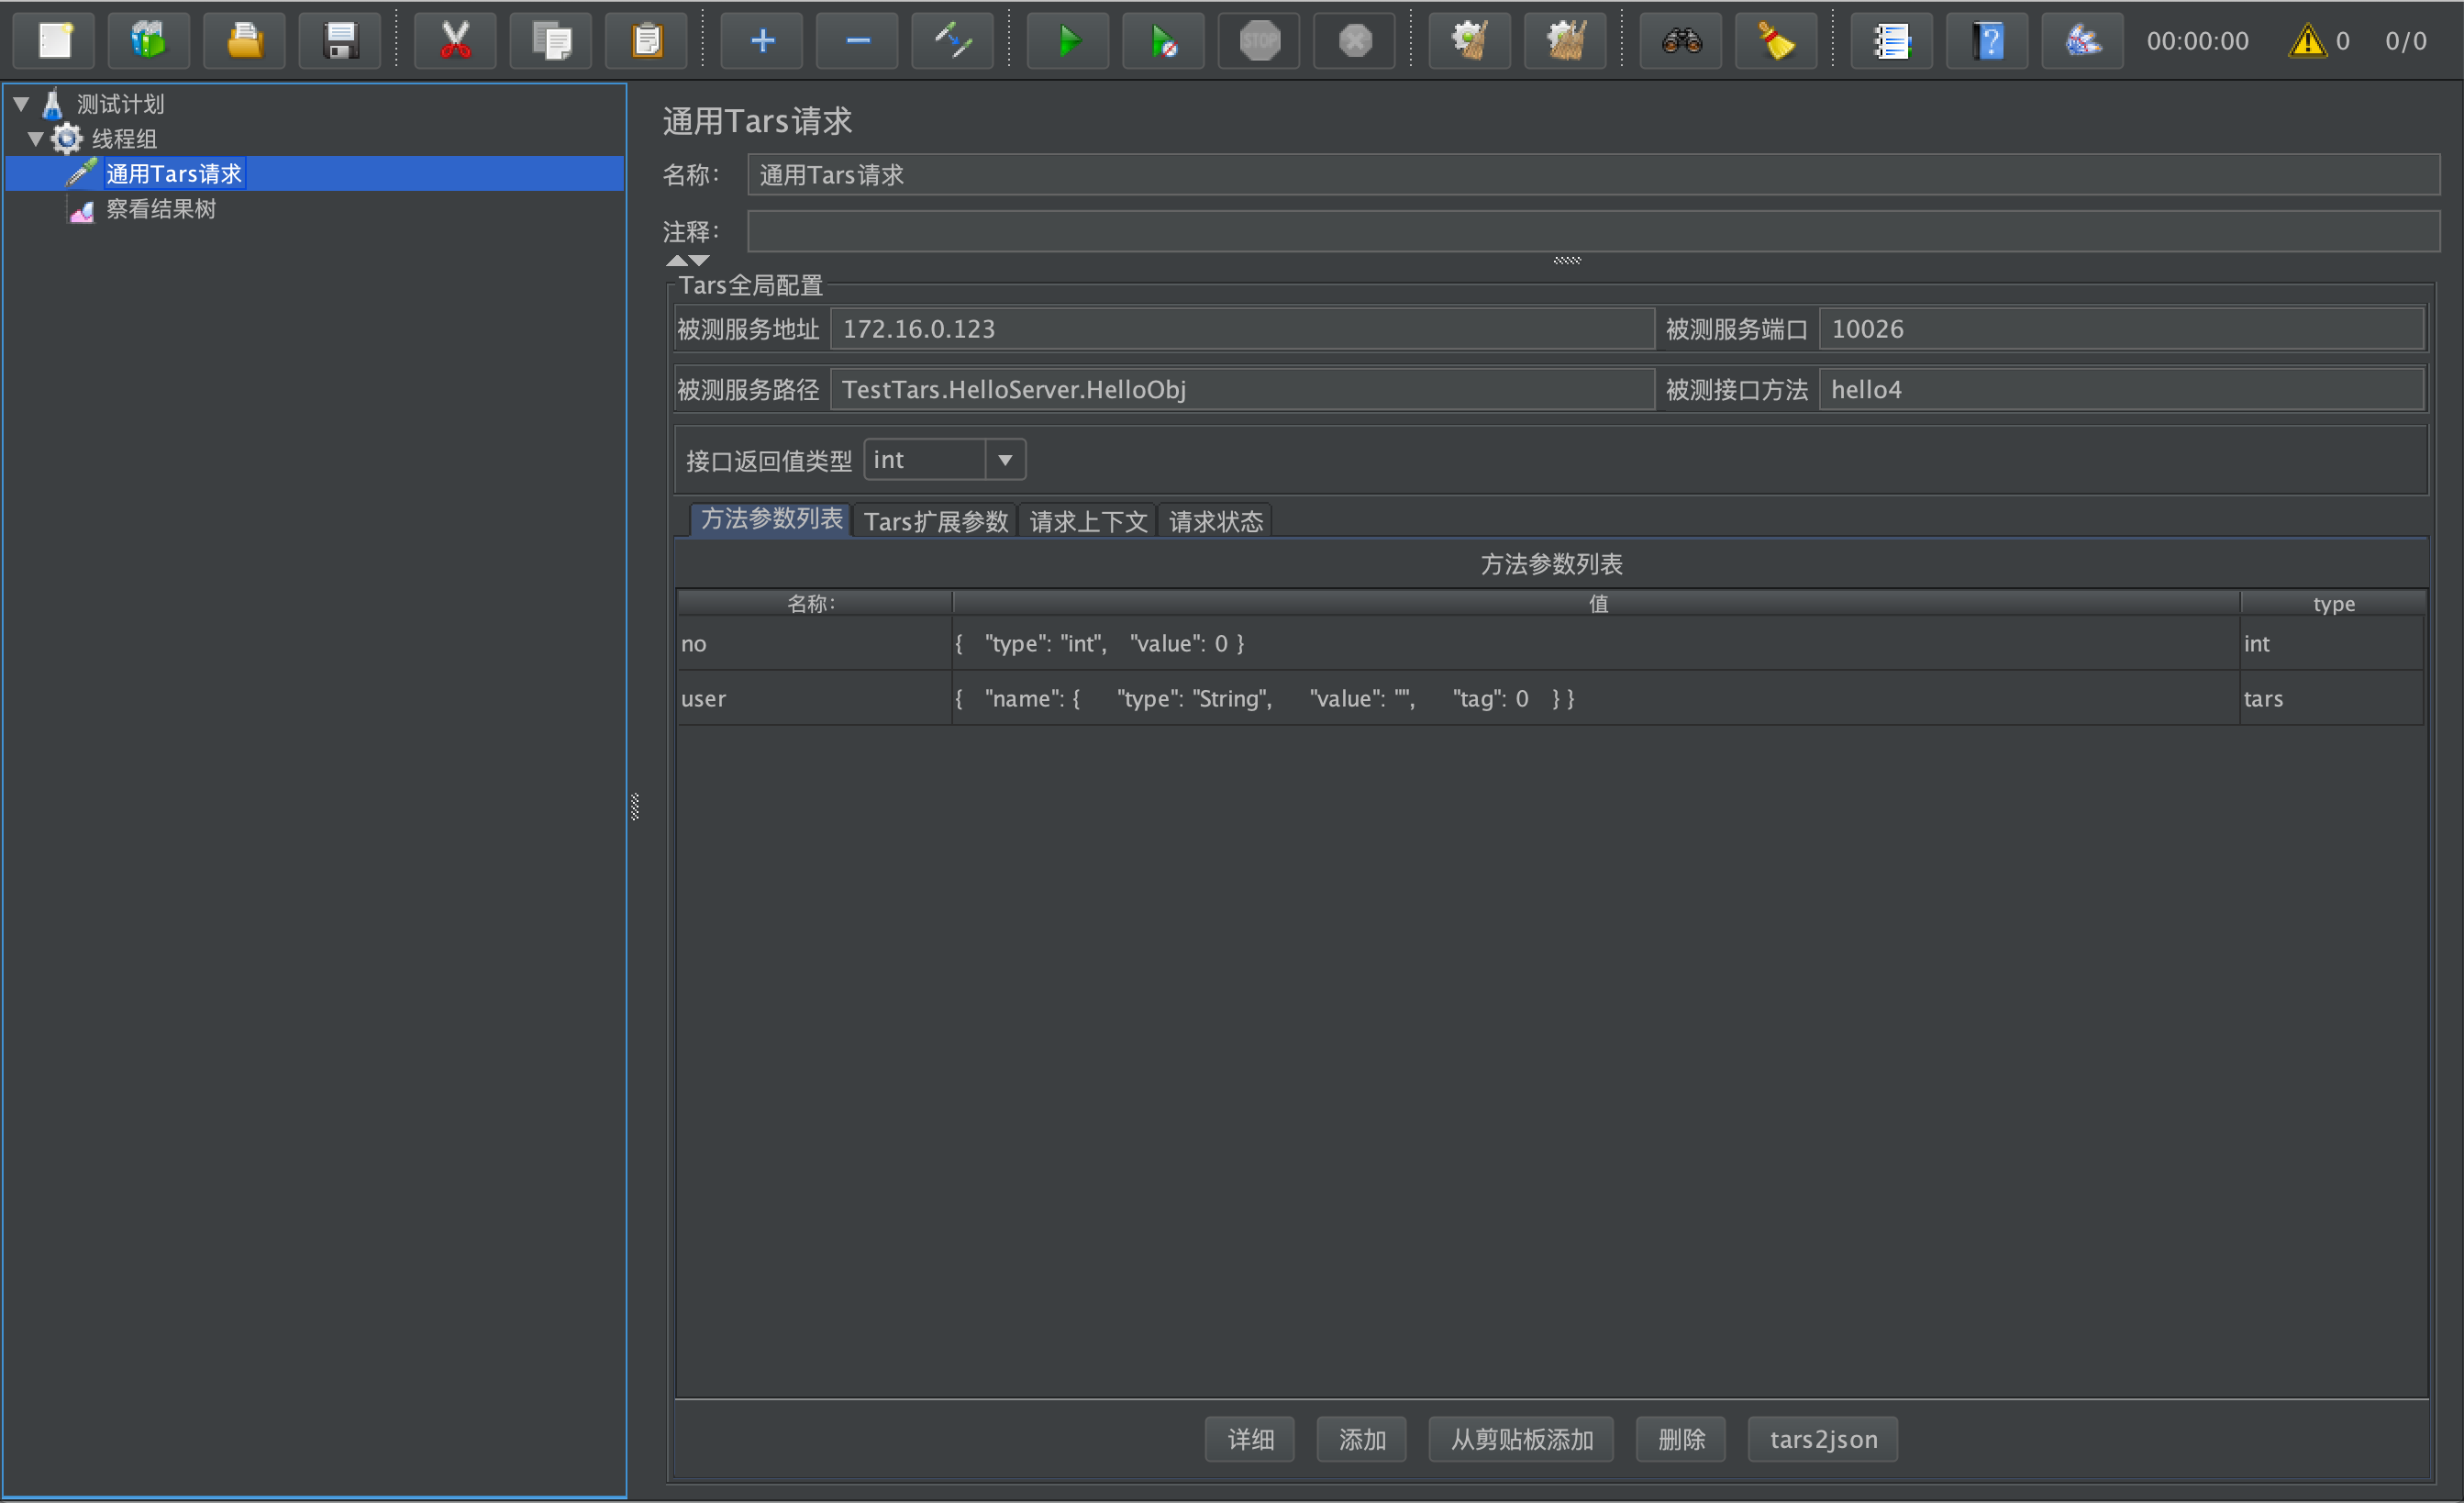 STOP
00:00:00 0 0/0
测试计划
线程组
通用Tars请求
察看结果树
通用Tars请求
名称： 通用Tars请求
注释：
Tars全局配置
被测服务地址 172.16.0.123 被测服务端口 10026
被测服务路径 TestTars.HelloServer.HelloObj 被测接口方法 hello4
接口返回值类型 int
方法参数列表 Tars扩展参数 请求上下文 请求状态
方法参数列表
名称: 值 type
no { "type": "int", "value": 0 } int
user { "name": { "type": "String", "value": "", "tag": 0 } } tars
详细 添加 从剪贴板添加 删除 tars2json